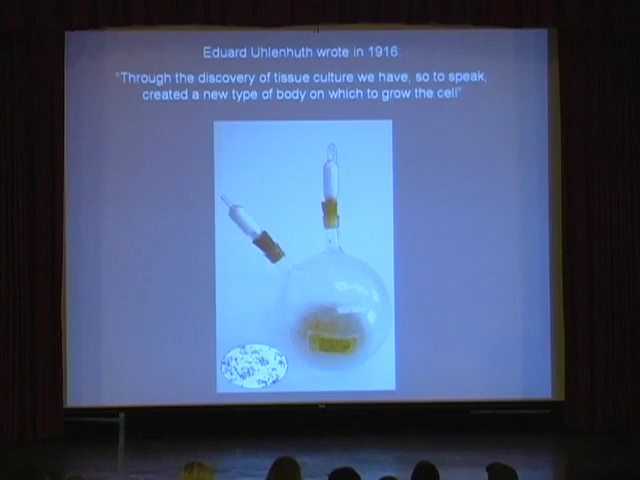 Eduard Uhlenhuth wrote in 1916:
"Through the discovery of tissue culture we have, so to speak,
created a new type of body on which to grow the cell"